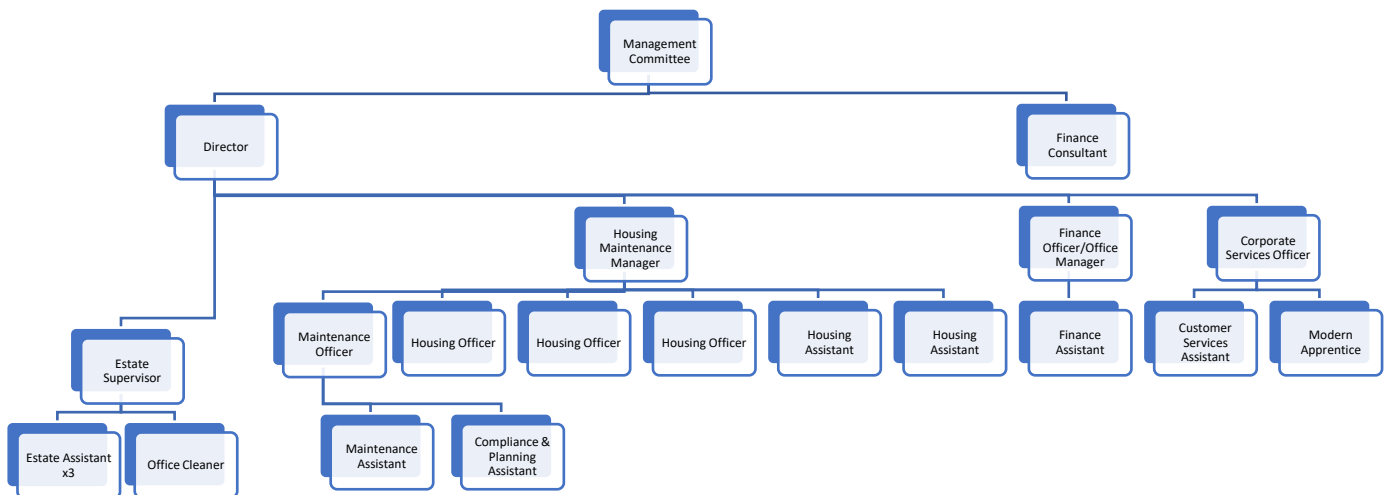 Management
Committee
Director
Finance
Consultant
Housing
Maintenance
Manager
Finance
Officer/Office
Manager
Corporate
Services Officer
Maintenance
Officer
Housing Officer
Housing Officer
Housing Officer
Housing
Assistant
Housing
Assistant
Finance
Assistant
Customer
Services
Assistant
Modern
Apprentice
Estate
Supervisor
Maintenance
Assistant
Compliance &
Planning
Assistant
Estate Assistant
x3
Office Cleaner